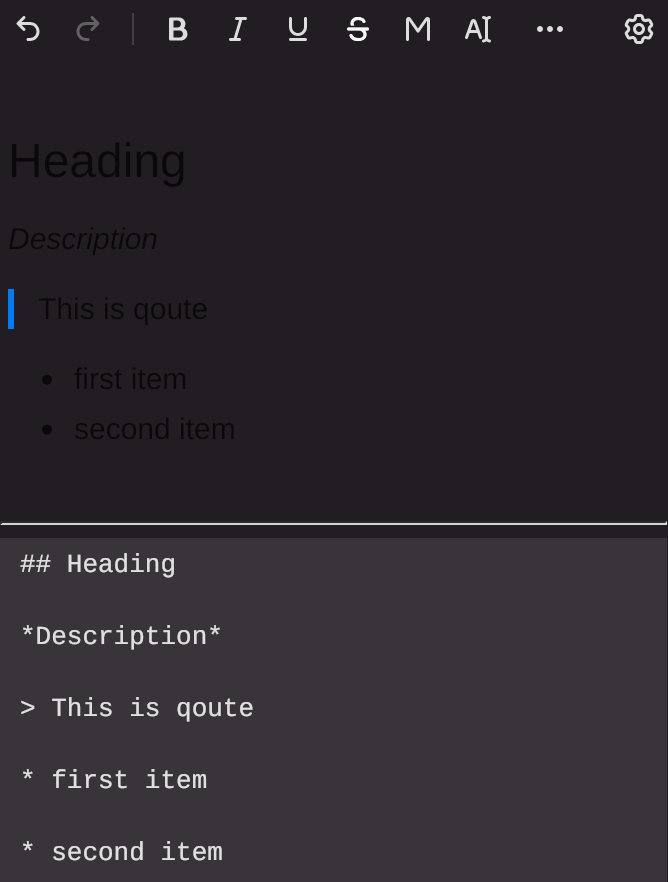 B I U S M AI
Heading
Description
This is qoute
• first item
• second item
## Heading
*Description*
> This is qoute
* first item
* second item